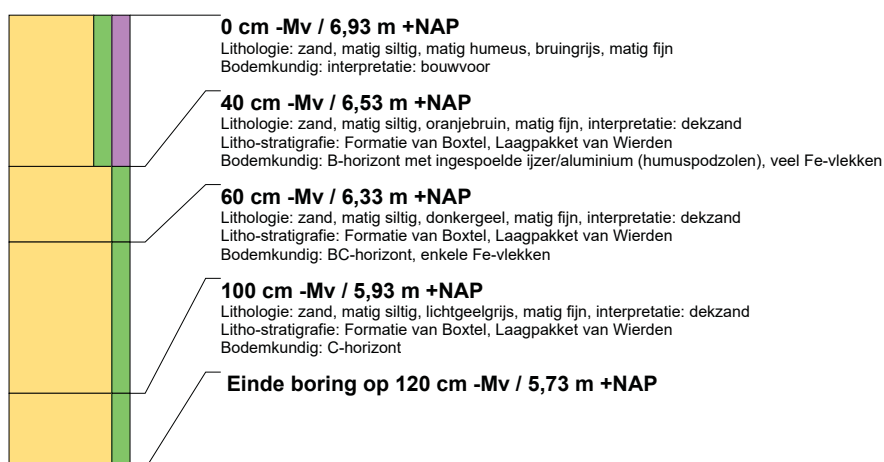 0 cm -Mv / 6,93 m +NAP
Lithologie: zand, matig siltig, matig humeus, bruingrijs, matig fijn
Bodemkundig: interpretatie: bouwvoor
40 cm -Mv / 6,53 m +NAP
Lithologie: zand, matig siltig, oranjebruin, matig fijn, interpretatie: dekzand
Litho-stratigrafie: Formatie van Boxtel, Laagpakket van Wierden
Bodemkundig: B-horizont met ingespoelde ijzer/aluminium (humuspodzolen), veel Fe-vlekken
60 cm -Mv / 6,33 m +NAP
Lithologie: zand, matig siltig, donkergeel, matig fijn, interpretatie: dekzand
Litho-stratigrafie: Formatie van Boxtel, Laagpakket van Wierden
Bodemkundig: BC-horizont, enkele Fe-vlekken
100 cm -Mv / 5,93 m +NAP
Lithologie: zand, matig siltig, lichtgeelgrijs, matig fijn, interpretatie: dekzand
Litho-stratigrafie: Formatie van Boxtel, Laagpakket van Wierden
Bodemkundig: C-horizont
Einde boring op 120 cm -Mv / 5,73 m +NAP